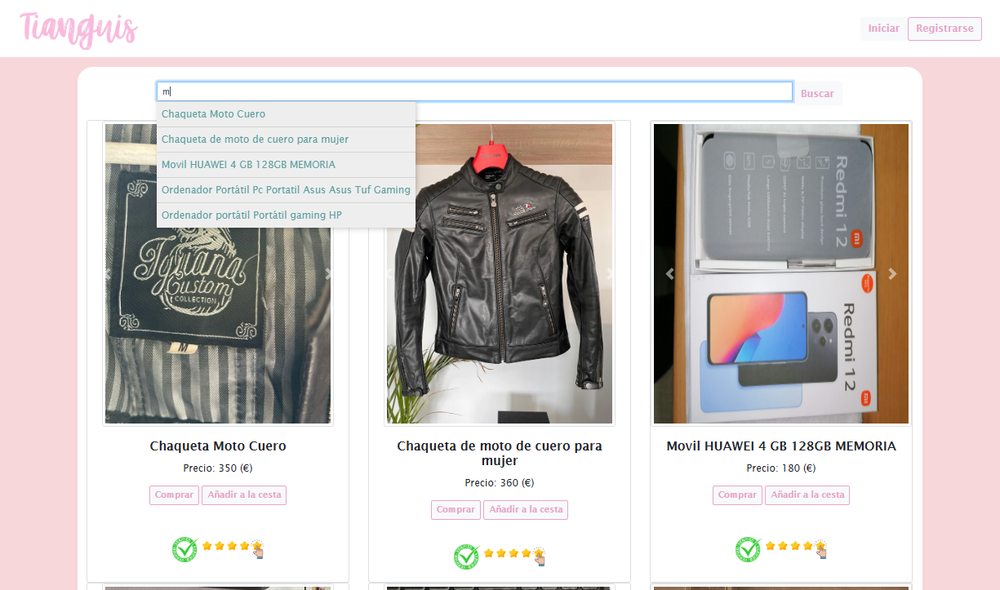 Tianguis
Iniciar
Registrarse
m
Buscar
Chaqueta Moto Cuero
Chaqueta de moto de cuero para mujer
Movil HUAWEI 4 GB 128GB MEMORIA
Ordenador Portátil Pc Portatil Asus Asus Tuf Gaming
Ordenador portátil Portátil gaming HP
Iguana
Custom
COLLECTION
M
Redmi 12
Redmi 12
Chaqueta Moto Cuero
Precio: 350 (€)
Comprar
Añadir a la cesta
Chaqueta de moto de cuero para
mujer
Precio: 360 (€)
Comprar
Añadir a la cesta
Movil HUAWEI 4 GB 128GB MEMORIA
Precio: 180 (€)
Comprar
Añadir a la cesta